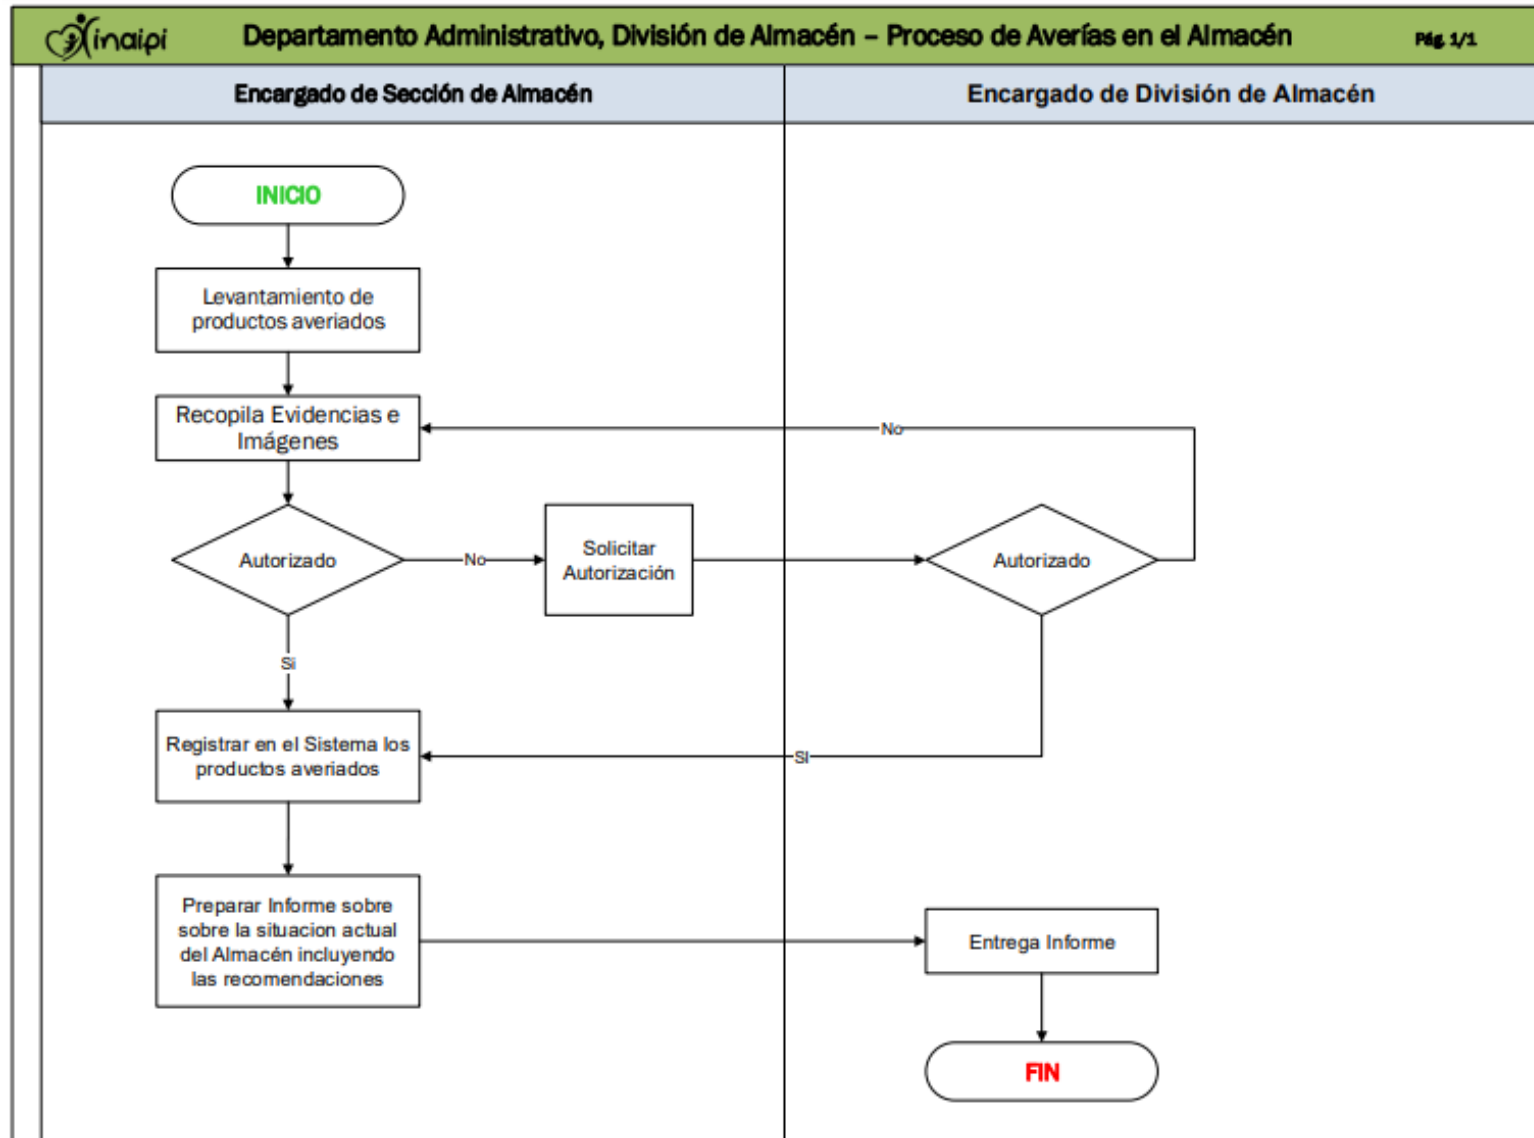 inaipi
Departamento Administrativo, División de Almacén – Proceso de Averías en el Almacén
Pág. 1/1
Encargado de Sección de Almacén
Encargado de División de Almacén
INICIO
Levantamiento de
productos averiados
Recopila Evidencias e
Imágenes
No
Autorizado
No
Solicitar
Autorización
Autorizado
Si
Registrar en el Sistema los
productos averiados
SI
Preparar Informe sobre
sobre la situacion actual
del Almacén incluyendo
las recomendaciones
Entrega Informe
FIN